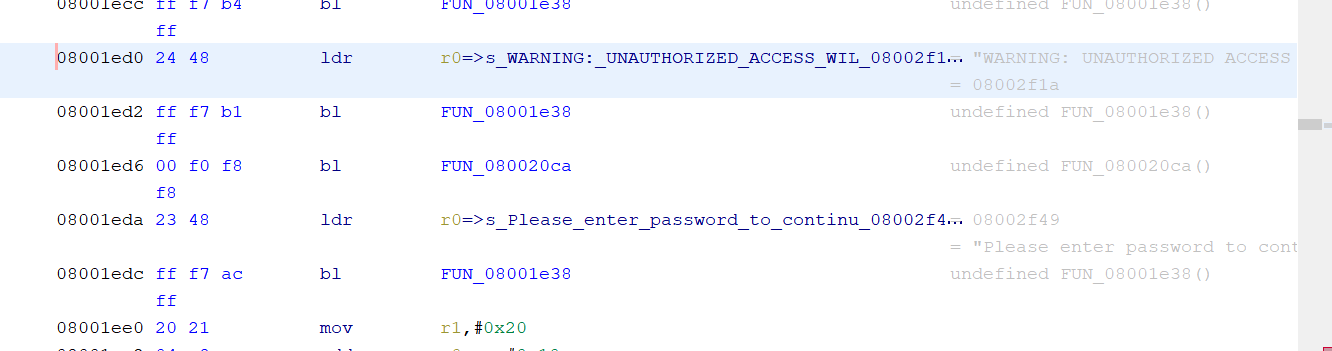 08001ecc ff f7 b4 bl FUN_08001e38 undefined FUN_08001e38()
ff
08001ed0 24 48 ldr r0=>s_WARNING:_UNAUTHORIZED_ACCESS_WIL_08002f1... = "WARNING: UNAUTHORIZED ACCESS
= 08002f1a
08001ed2 ff f7 b1 bl FUN_08001e38 undefined FUN_08001e38()
ff
08001ed6 00 f0 f8 bl FUN_080020ca undefined FUN_080020ca()
f8
08001eda 23 48 ldr r0=>s_Please_enter_password_to_continu_08002f4... = 08002f49
= "Please enter password to cont
08001edc ff f7 ac bl FUN_08001e38 undefined FUN_08001e38()
ff
08001ee0 20 21 mov r1,#0x20